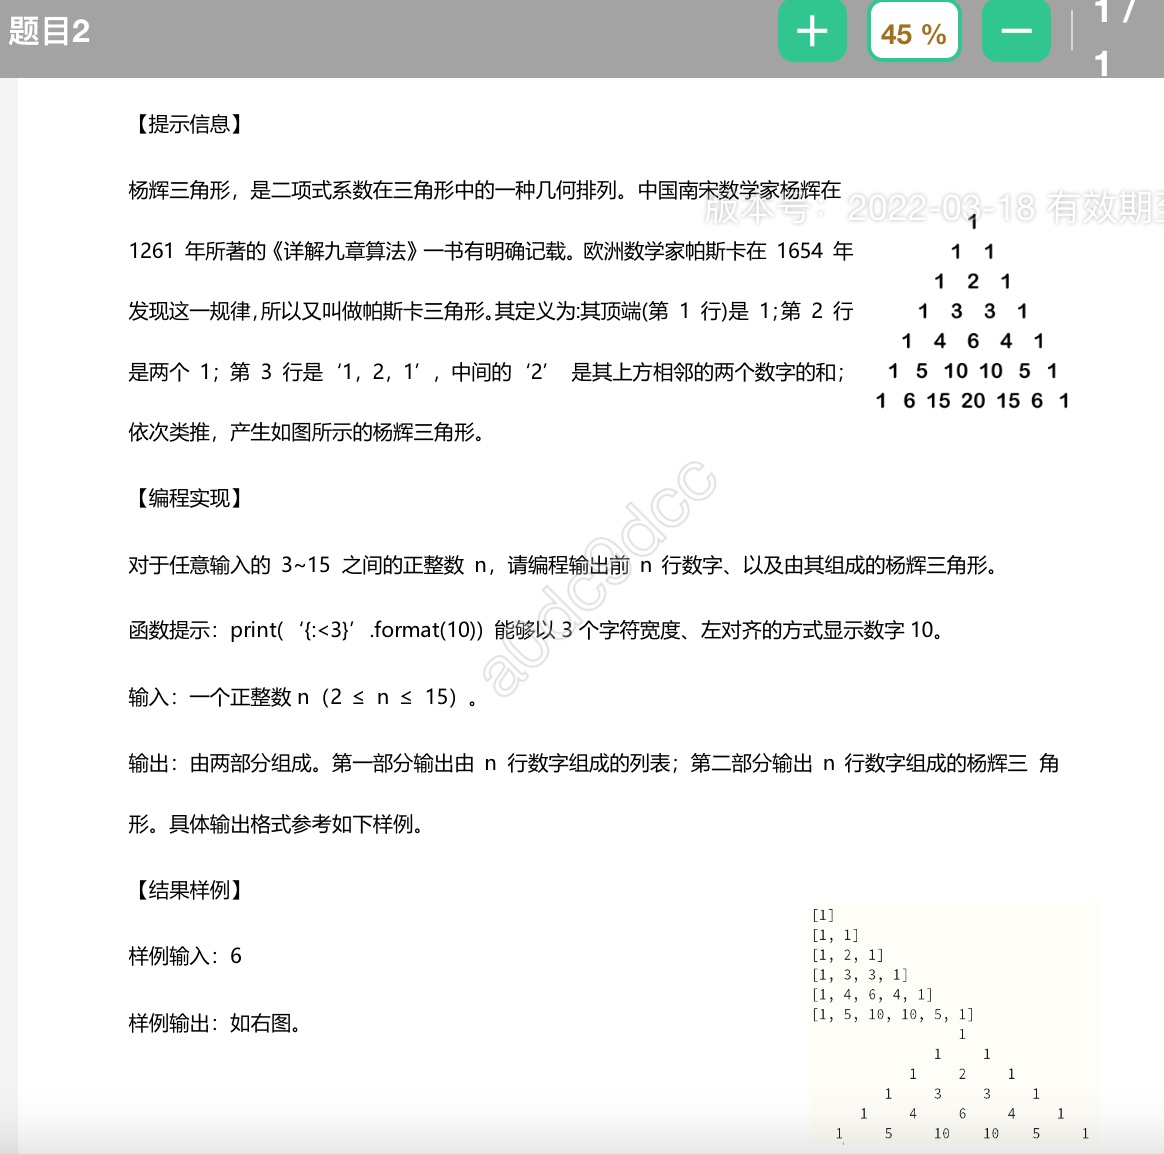 题目2
45 %
1 /
1
【提示信息】
杨辉三角形，是二项式系数在三角形中的一种几何排列。中国南宋数学家杨辉在
版本号：2022-03-18 有效期至
1261 年所著的《详解九章算法》一书有明确记载。欧洲数学家帕斯卡在 1654 年
发现这一规律，所以又叫做帕斯卡三角形。其定义为:其顶端(第 1 行)是 1;第 2 行
是两个 1；第 3 行是‘1，2，1’，中间的‘2’ 是其上方相邻的两个数字的和；
依次类推，产生如图所示的杨辉三角形。
1
1 1
1 2 1
1 3 3 1
1 4 6 4 1
1 5 10 10 5 1
1 6 15 20 15 6 1
【编程实现】
对于任意输入的 3~15 之间的正整数 n，请编程输出前 n 行数字、以及由其组成的杨辉三角形。
函数提示：print(‘{:<3}’.format(10)) 能够以 3 个字符宽度、左对齐的方式显示数字 10。
输入：一个正整数 n（2 ≤ n ≤ 15）。
输出：由两部分组成。第一部分输出由 n 行数字组成的列表；第二部分输出 n 行数字组成的杨辉三 角
形。具体输出格式参考如下样例。
【结果样例】
样例输入：6
样例输出：如右图。
[1]
[1, 1]
[1, 2, 1]
[1, 3, 3, 1]
[1, 4, 6, 4, 1]
[1, 5, 10, 10, 5, 1]
1
1 1
1 2 1
1 3 3 1
1 4 6 4 1
1 5 10 10 5 1
a0dc9dcc